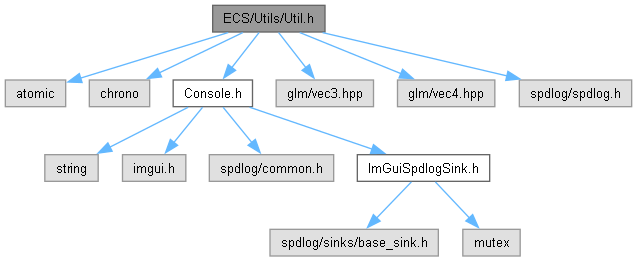 ECS/Utils/Util.h
atomic
chrono
Console.h
glm/vec3.hpp
glm/vec4.hpp
spdlog/spdlog.h
string
imgui.h
spdlog/common.h
ImGuiSpdlogSink.h
spdlog/sinks/base_sink.h
mutex